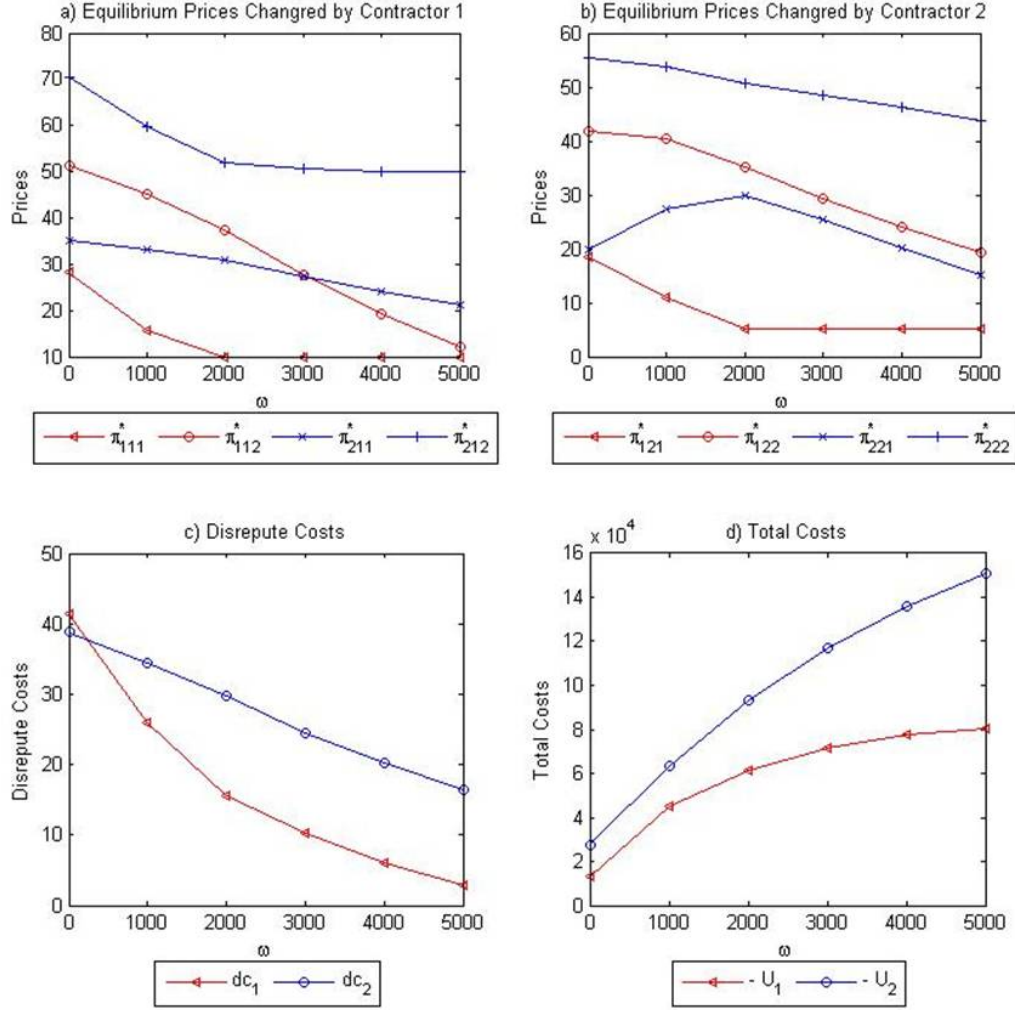 a) Equilibrium Prices Changred by Contractor 1
80
70
60
50
40
30
20
10
Prices
0 1000 2000 3000 4000 5000
ω
π*111 π*112 π*211 π*212
b) Equilibrium Prices Changred by Contractor 2
60
50
40
30
20
10
0
Prices
0 1000 2000 3000 4000 5000
ω
π*121 π*122 π*221 π*222
c) Disrepute Costs
50
40
30
20
10
0
Disrepute Costs
0 1000 2000 3000 4000 5000
ω
dc1 dc2
x 10^4
d) Total Costs
16
14
12
10
8
6
4
2
0
Total Costs
0 1000 2000 3000 4000 5000
ω
- U1 - U2